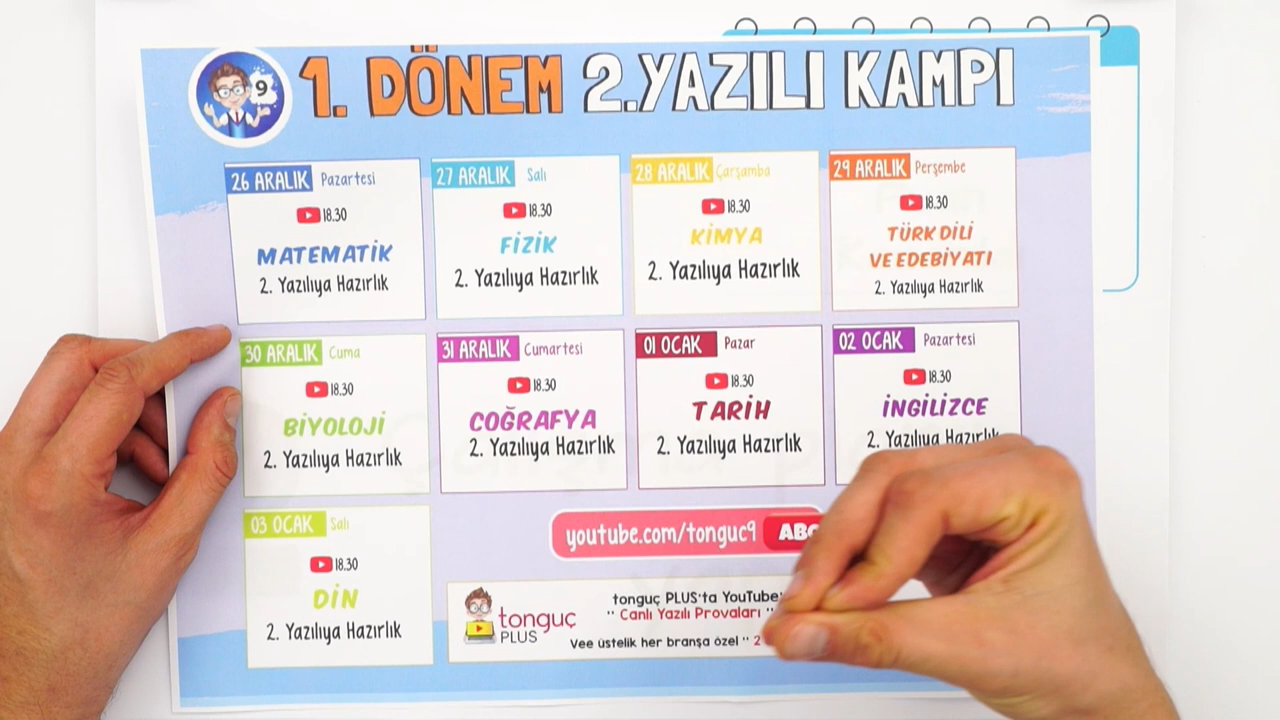 9
1. DÖNEM 2.YAZILI KAMPI
26 ARALIK Pazartesi
18.30
MATEMATİK
2. Yazılıya Hazırlık
27 ARALIK Salı
18.30
FİZİK
2. Yazılıya Hazırlık
28 ARALIK Çarşamba
18.30
KİMYA
2. Yazılıya Hazırlık
29 ARALIK Perşembe
18.30
TÜRK DİLİ
VE EDEBİYATI
2. Yazılıya Hazırlık
30 ARALIK Cuma
18.30
BİYOLOJİ
2. Yazılıya Hazırlık
31 ARALIK Cumartesi
18.30
COĞRAFYA
2. Yazılıya Hazırlık
01 OCAK Pazar
18.30
TARİH
2. Yazılıya Hazırlık
02 OCAK Pazartesi
18.30
İNGİLİZCE
2. Yazılıya Hazırlık
03 OCAK Salı
18.30
DİN
2. Yazılıya Hazırlık
youtube.com/tonguc9
tonguç
PLUS
tonguç PLUS'ta YouTube
" Canlı Yazılı Provaları "
Vee üstelik her branşa özel " 2